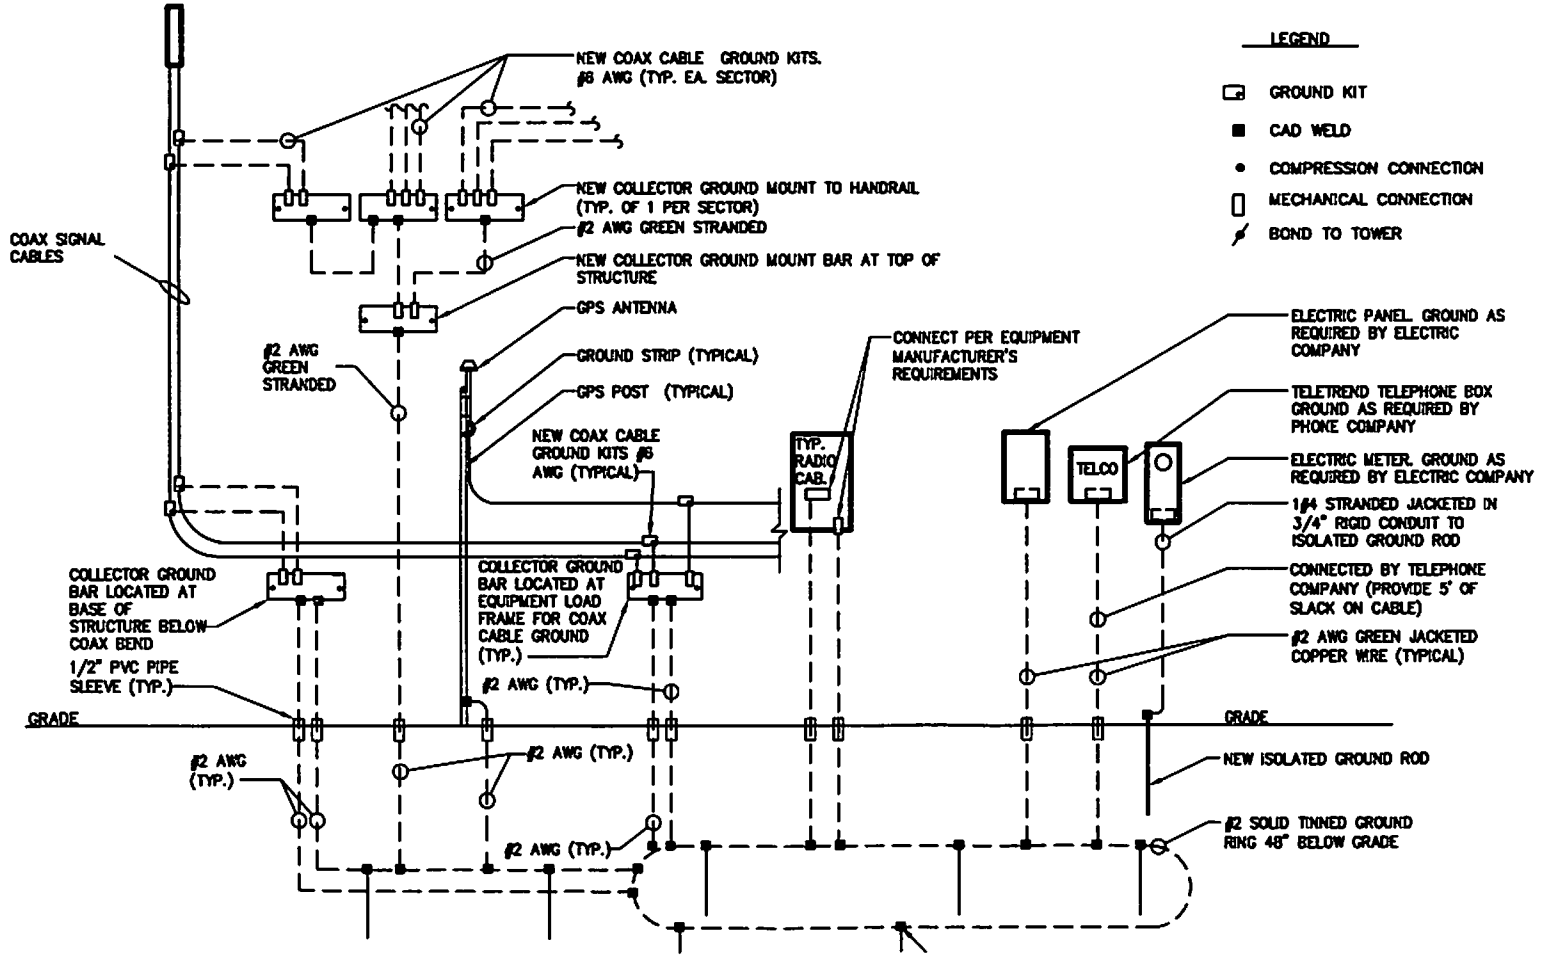 NEW COAX CABLE GROUND KITS.
#6 AWG (TYP. EA. SECTOR)
LEGEND
GROUND KIT
CAD WELD
COMPRESSION CONNECTION
MECHANICAL CONNECTION
BOND TO TOWER
NEW COLLECTOR GROUND MOUNT TO HANDRAIL
(TYP. OF 1 PER SECTOR)
#2 AWG GREEN STRANDED
COAX SIGNAL
CABLES
NEW COLLECTOR GROUND MOUNT BAR AT TOP OF
STRUCTURE
GPS ANTENNA
#2 AWG
GREEN
STRANDED
GROUND STRIP (TYPICAL)
GPS POST (TYPICAL)
CONNECT PER EQUIPMENT
MANUFACTURER'S
REQUIREMENTS
ELECTRIC PANEL. GROUND AS
REQUIRED BY ELECTRIC
COMPANY
TELETREND TELEPHONE BOX
GROUND AS REQUIRED BY
PHONE COMPANY
NEW COAX CABLE
GROUND KITS #6
AWG (TYPICAL)
TYP.
RADIO
CAB.
TELCO
ELECTRIC METER. GROUND AS
REQUIRED BY ELECTRIC COMPANY
1#4 STRANDED JACKETED IN
3/4" RIGID CONDUIT TO
ISOLATED GROUND ROD
COLLECTOR GROUND
BAR LOCATED AT
BASE OF
STRUCTURE BELOW
COAX BEND
COLLECTOR GROUND
BAR LOCATED AT
EQUIPMENT LOAD
FRAME FOR COAX
CABLE GROUND
(TYP.)
CONNECTED BY TELEPHONE
COMPANY (PROVIDE 5' OF
SLACK ON CABLE)
#2 AWG GREEN JACKETED
COPPER WIRE (TYPICAL)
1/2" PVC PIPE
SLEEVE (TYP.)
#2 AWG (TYP.)
GRADE
GRADE
#2 AWG
(TYP.)
#2 AWG (TYP.)
NEW ISOLATED GROUND ROD
#2 AWG (TYP.)
#2 SOLID TINNED GROUND
RING 48" BELOW GRADE